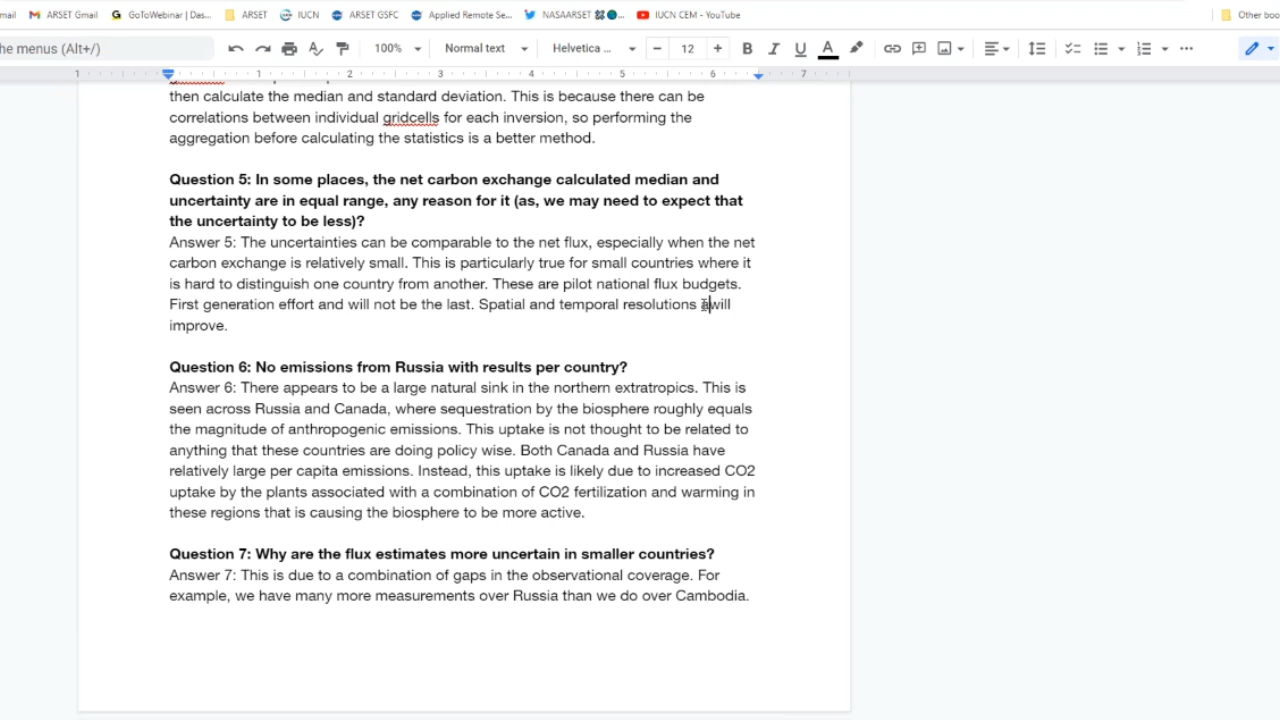 mail ARSET Gmail GoToWebinar | Das... ARSET IUCN ARSET GSFC Applied Remote Se... NASAARSET IUCN CEM - YouTube Other boo
he menus (Alt+/) 100% Normal text Helvetica ... 12 B I U A
1 1 2 3 4 5 6 7
then calculate the median and standard deviation. This is because there can be
correlations between individual gridcells for each inversion, so performing the
aggregation before calculating the statistics is a better method.
Question 5: In some places, the net carbon exchange calculated median and
uncertainty are in equal range, any reason for it (as, we may need to expect that
the uncertainty to be less)?
Answer 5: The uncertainties can be comparable to the net flux, especially when the net
carbon exchange is relatively small. This is particularly true for small countries where it
is hard to distinguish one country from another. These are pilot national flux budgets.
First generation effort and will not be the last. Spatial and temporal resolutions awill
improve.
Question 6: No emissions from Russia with results per country?
Answer 6: There appears to be a large natural sink in the northern extratropics. This is
seen across Russia and Canada, where sequestration by the biosphere roughly equals
the magnitude of anthropogenic emissions. This uptake is not thought to be related to
anything that these countries are doing policy wise. Both Canada and Russia have
relatively large per capita emissions. Instead, this uptake is likely due to increased CO2
uptake by the plants associated with a combination of CO2 fertilization and warming in
these regions that is causing the biosphere to be more active.
Question 7: Why are the flux estimates more uncertain in smaller countries?
Answer 7: This is due to a combination of gaps in the observational coverage. For
example, we have many more measurements over Russia than we do over Cambodia.